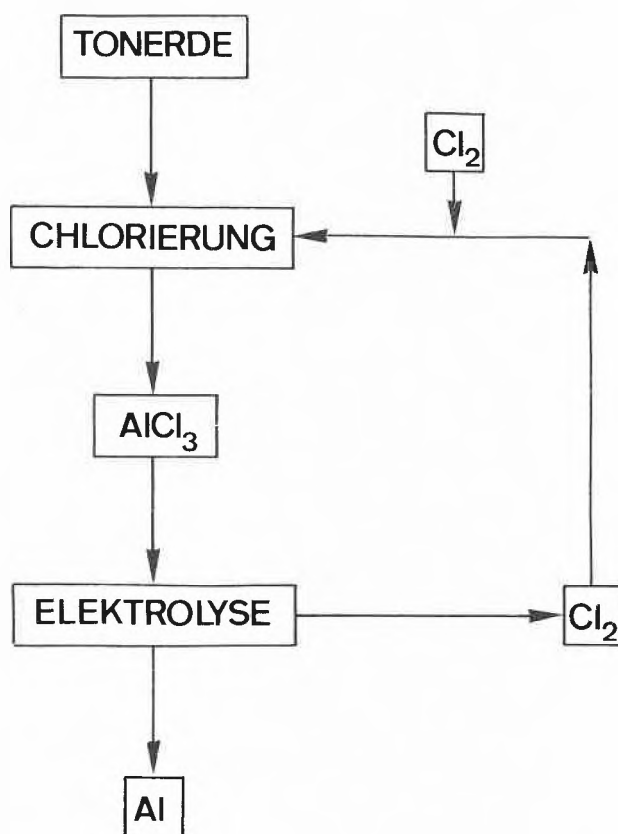 TONERDE
Cl₂
CHLORIERUNG
AlCl₃
ELEKTROLYSE
Cl₂
Al